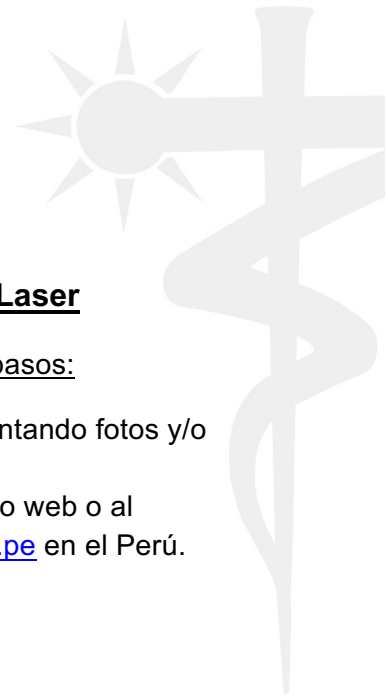 Laser
pasos:
ntando fotos y/o
o web o al
.pe en el Perú.